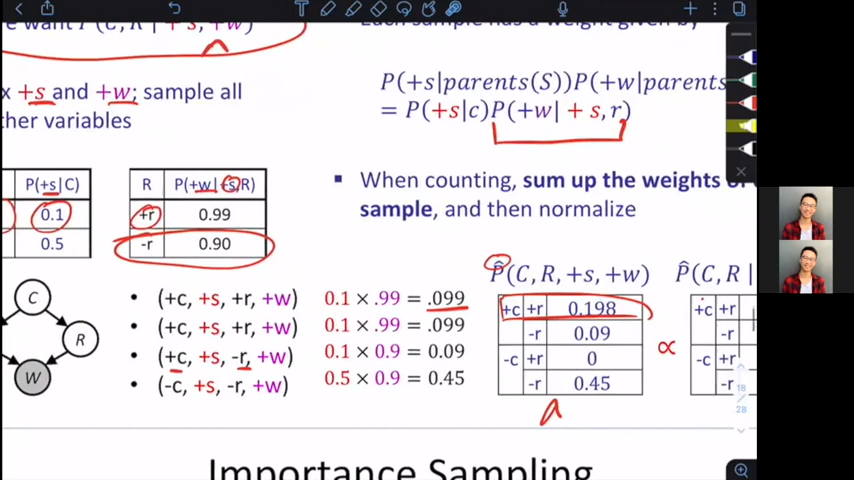 e want P(C, R | + s, +w)
Each sample has a weight given by
x +s and +w; sample all
ther variables
P(+s|parents(S))P(+w|parents
= P(+s|c)P(+w| + s, r)
P(+s|C)
0.1
0.5
R P(+w|+s,R)
+r 0.99
-r 0.90
▪ When counting, sum up the weights of
sample, and then normalize
C
R
W
• (+c, +s, +r, +w) 0.1 × .99 = .099
• (+c, +s, +r, +w) 0.1 × .99 = .099
• (+c, +s, -r, +w) 0.1 × 0.9 = 0.09
• (-c, +s, -r, +w) 0.5 × 0.9 = 0.45
P̂(C, R, +s, +w)
+c +r 0.198
-r 0.09
-c +r 0
-r 0.45
∝
P̂(C, R |
+c +r
-r
-c +r
-r
18
28
Importance Sampling